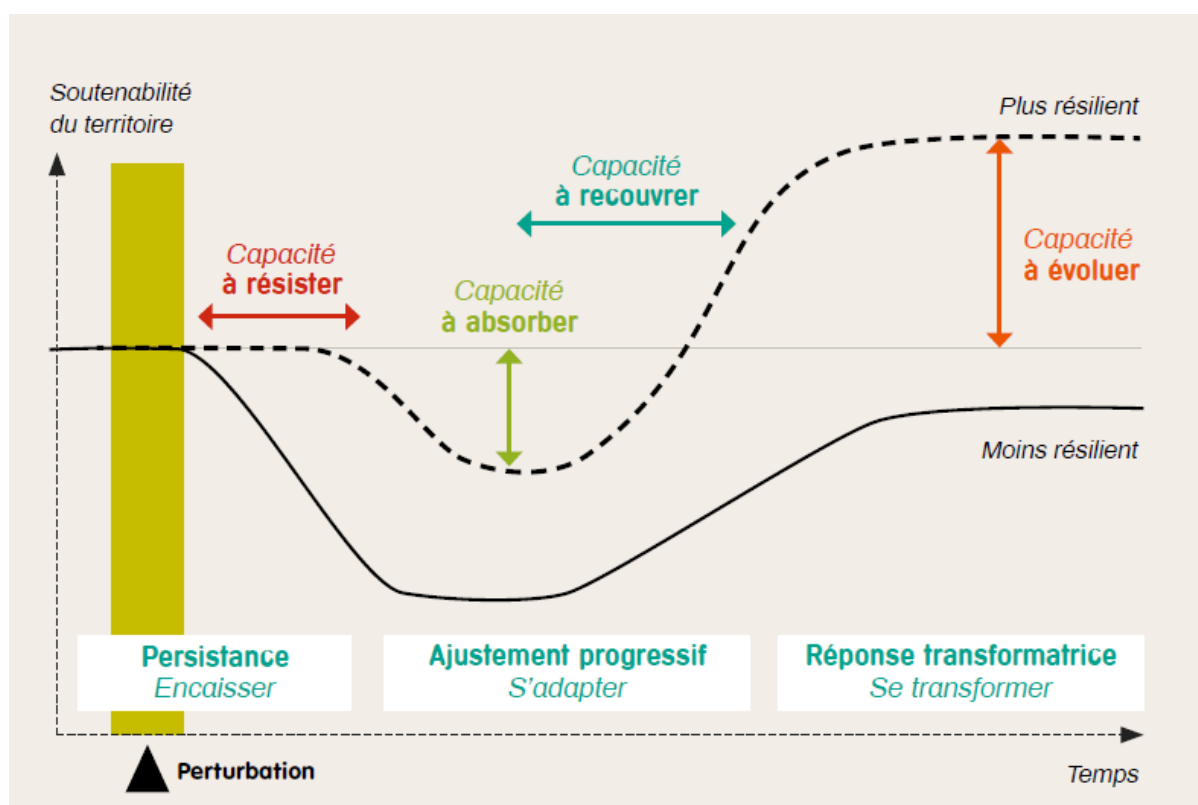 Soutenabilité
du territoire
Plus résilient
Capacité
à recouvrer
Capacité
à résister
Capacité
à absorber
Capacité
à évoluer
Moins résilient
Persistance
Encaisser
Ajustement progressif
S'adapter
Réponse transformatrice
Se transformer
Perturbation
Temps